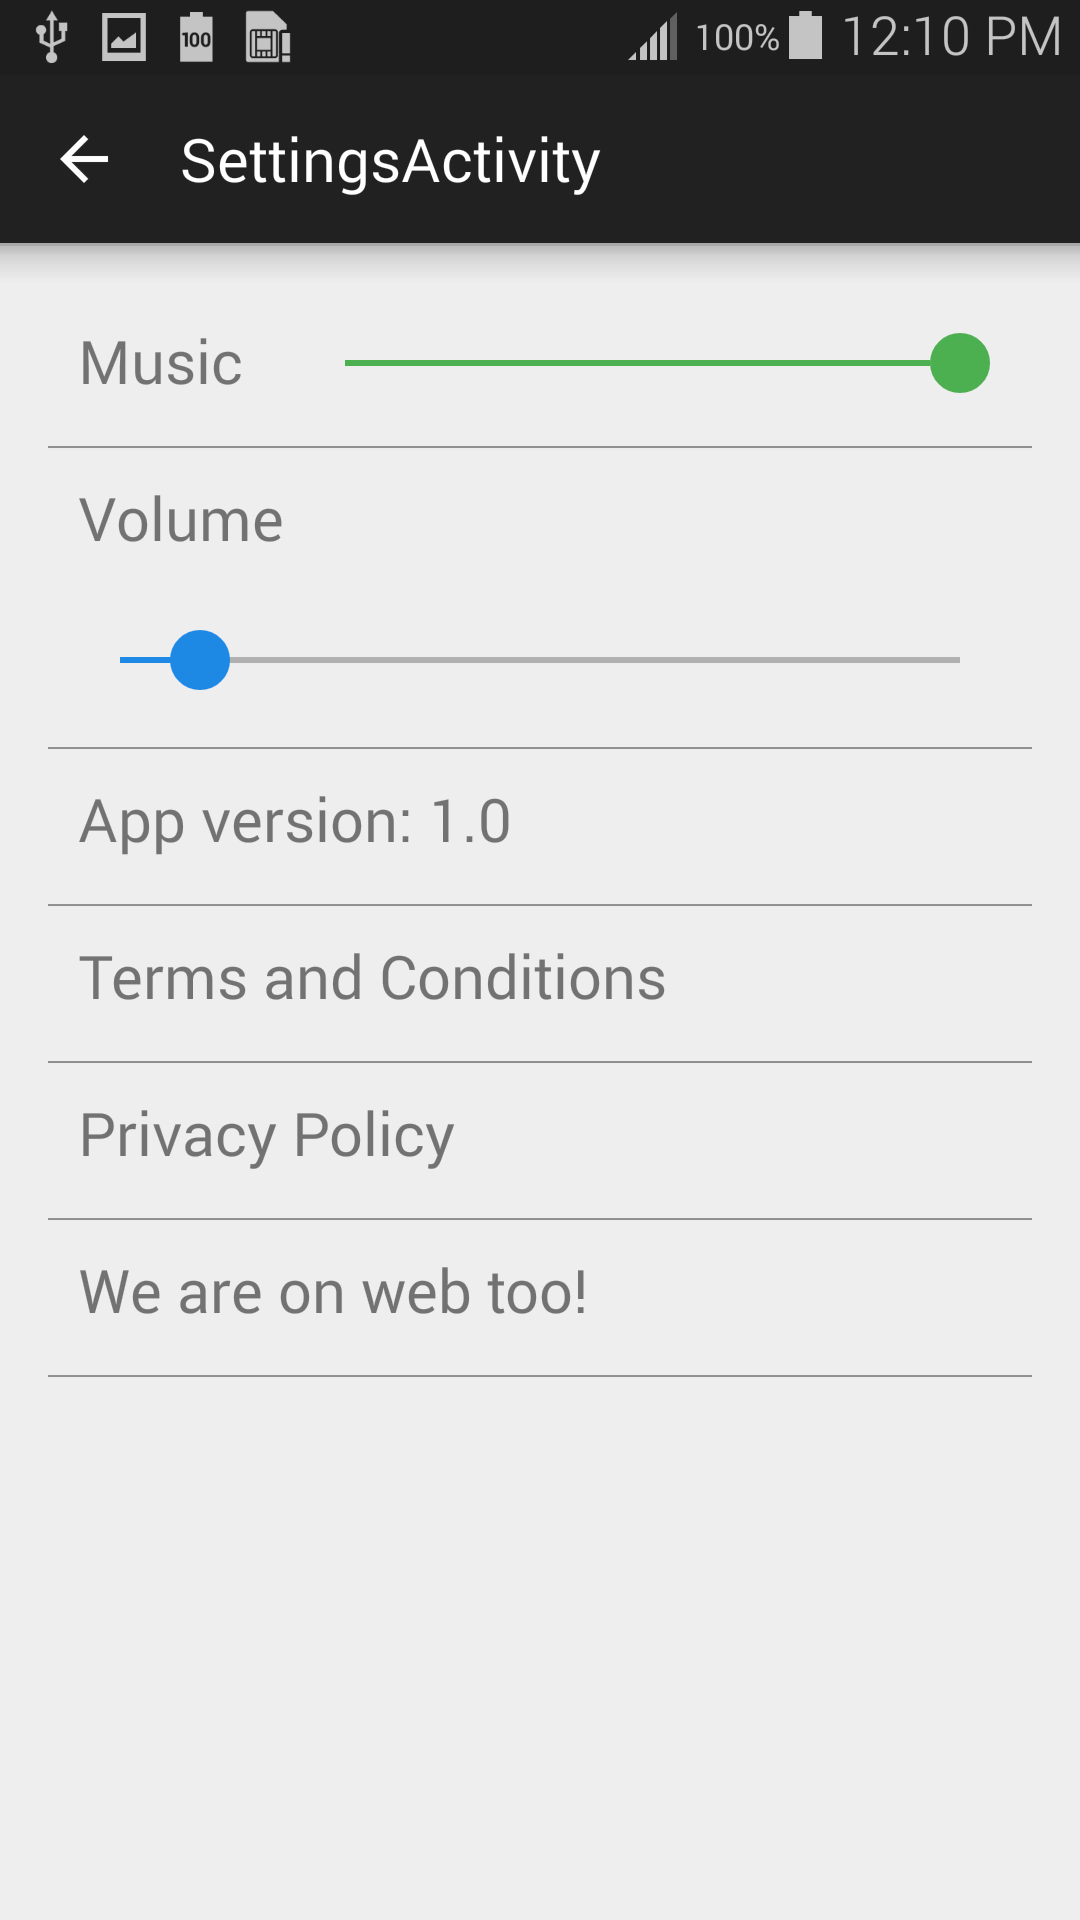 100 100% 12:10 PM
SettingsActivity
Music
Volume
App version: 1.0
Terms and Conditions
Privacy Policy
We are on web too!